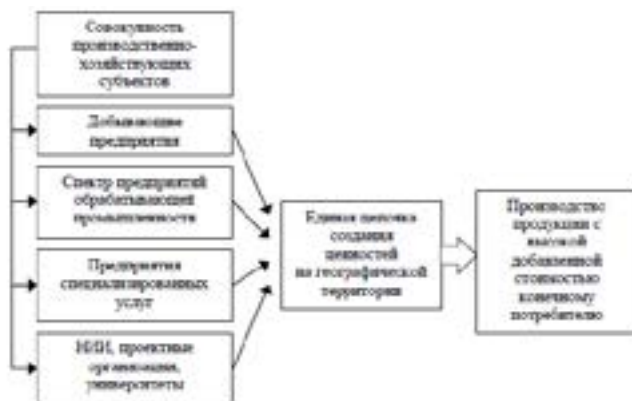 Совокупность
производственно-
хозяйствующих
субъектов
Добывающие
предприятия
Спектр предприятий
обрабатывающей
промышленности
Предприятия
специализированных
услуг
НИИ, проектные
организации,
университеты
Единая цепочка
создания
ценностей
на географической
территории
Производство
продукции с
высокой
добавленной
стоимостью
конечному
потребителю